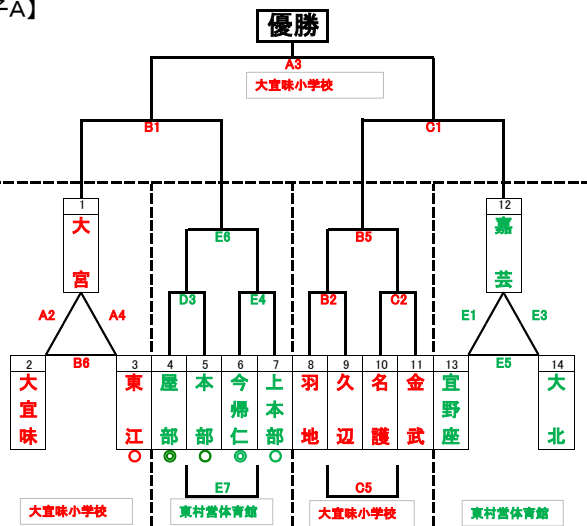 子A】
優勝
A3
大宜味小学校
B1
C1
1
大宮
12
嘉芸
E6
B5
A2
A4
D3
E4
B2
C2
E1
E3
B6
E5
2
大宜味
3
東江
4
屋部
5
本部
6
今帰仁
7
上本部
8
羽地
9
久辺
10
名護
11
金武
13
宜野座
14
大北
○
◎
○
◎
○
E7
C5
大宜味小学校
東村営体育館
大宜味小学校
東村営体育館